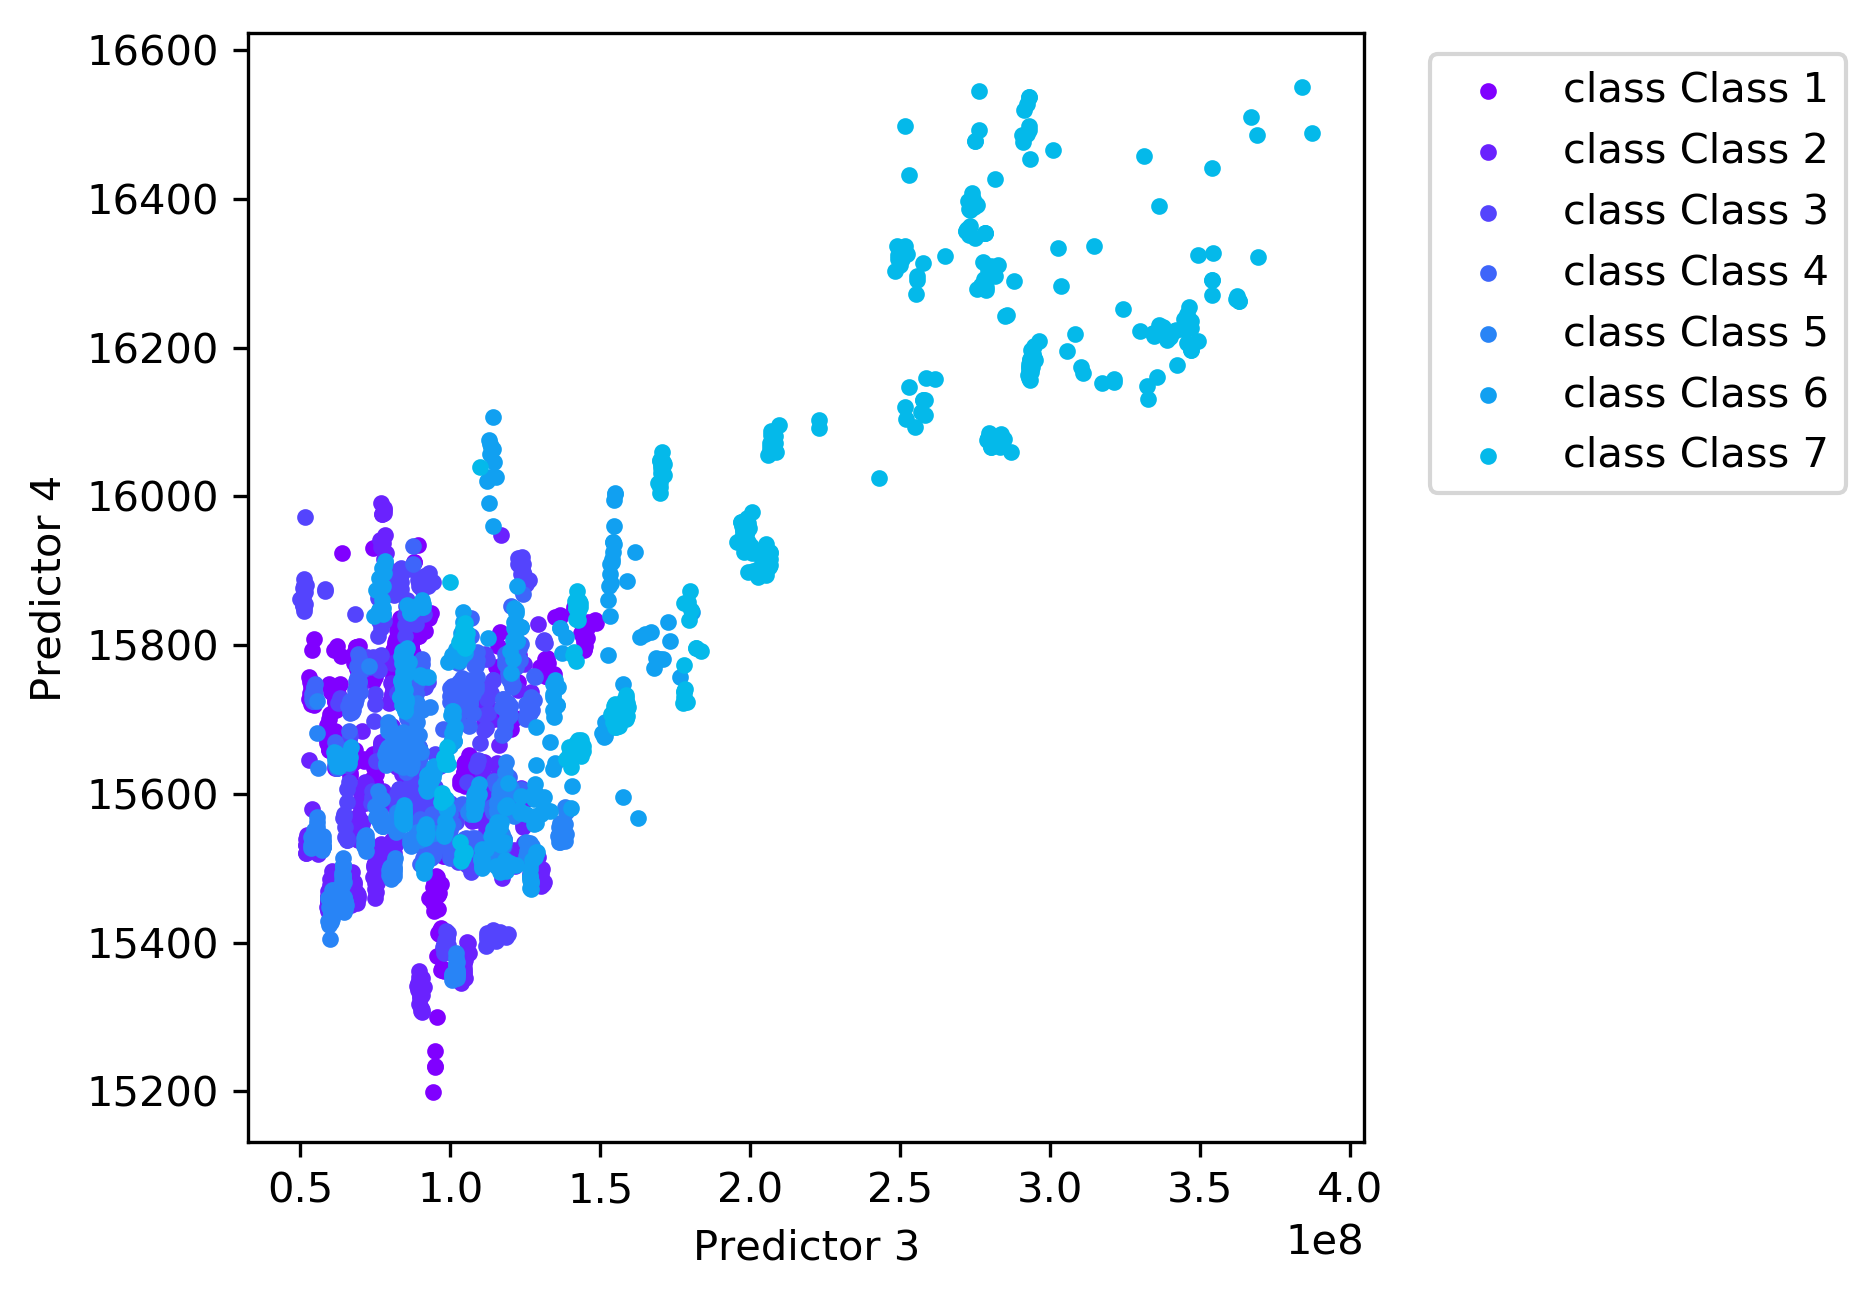 16600
16400
16200
16000
15800
15600
15400
15200
Predictor 4
0.5 1.0 1.5 2.0 2.5 3.0 3.5 4.0
1e8
Predictor 3
class Class 1
class Class 2
class Class 3
class Class 4
class Class 5
class Class 6
class Class 7